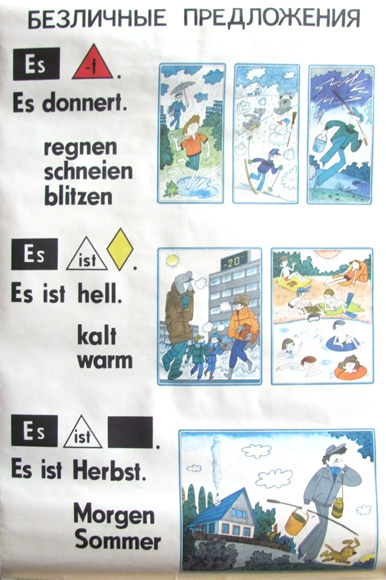 БЕЗЛИЧНЫЕ ПРЕДЛОЖЕНИЯ
Es -t .
Es donnert.
regnen
schneien
blitzen
Es ist .
Es ist hell.
kalt
warm
-20°
Es ist .
Es ist Herbst.
Morgen
Sommer